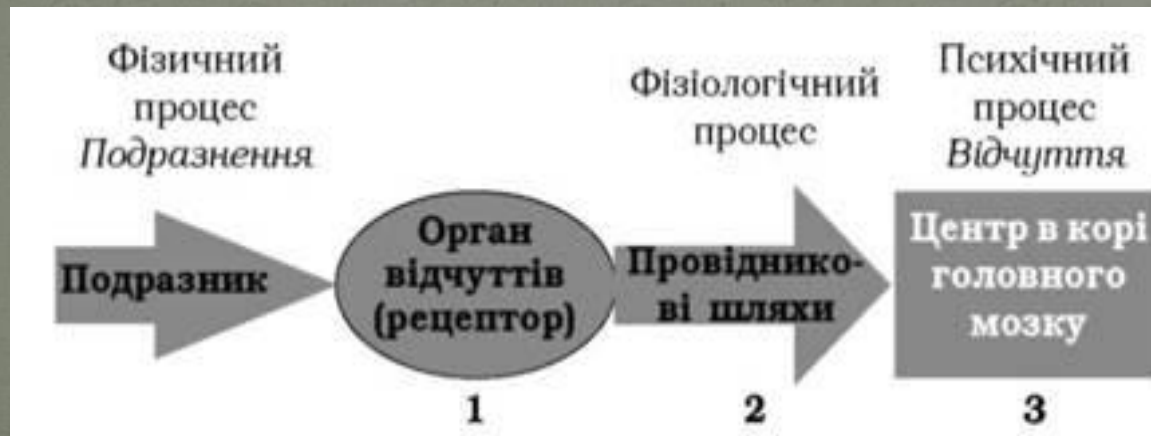 Фізичний
процес
Подразнення
Фізіологічний
процес
Психічний
процес
Відчуття
Подразник
Орган
відчуттів
(рецептор)
Провіднико-
ві шляхи
Центр в корі
головного
мозку
1
2
3